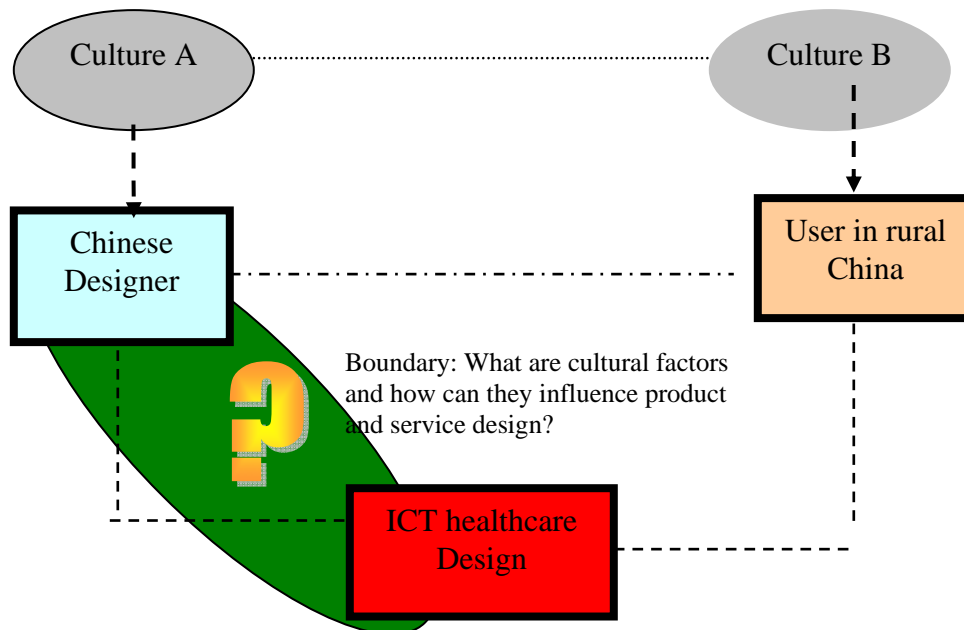 Culture A
Culture B
Chinese
Designer
User in rural
China
Boundary: What are cultural factors
and how can they influence product
and service design?
?
ICT healthcare
Design